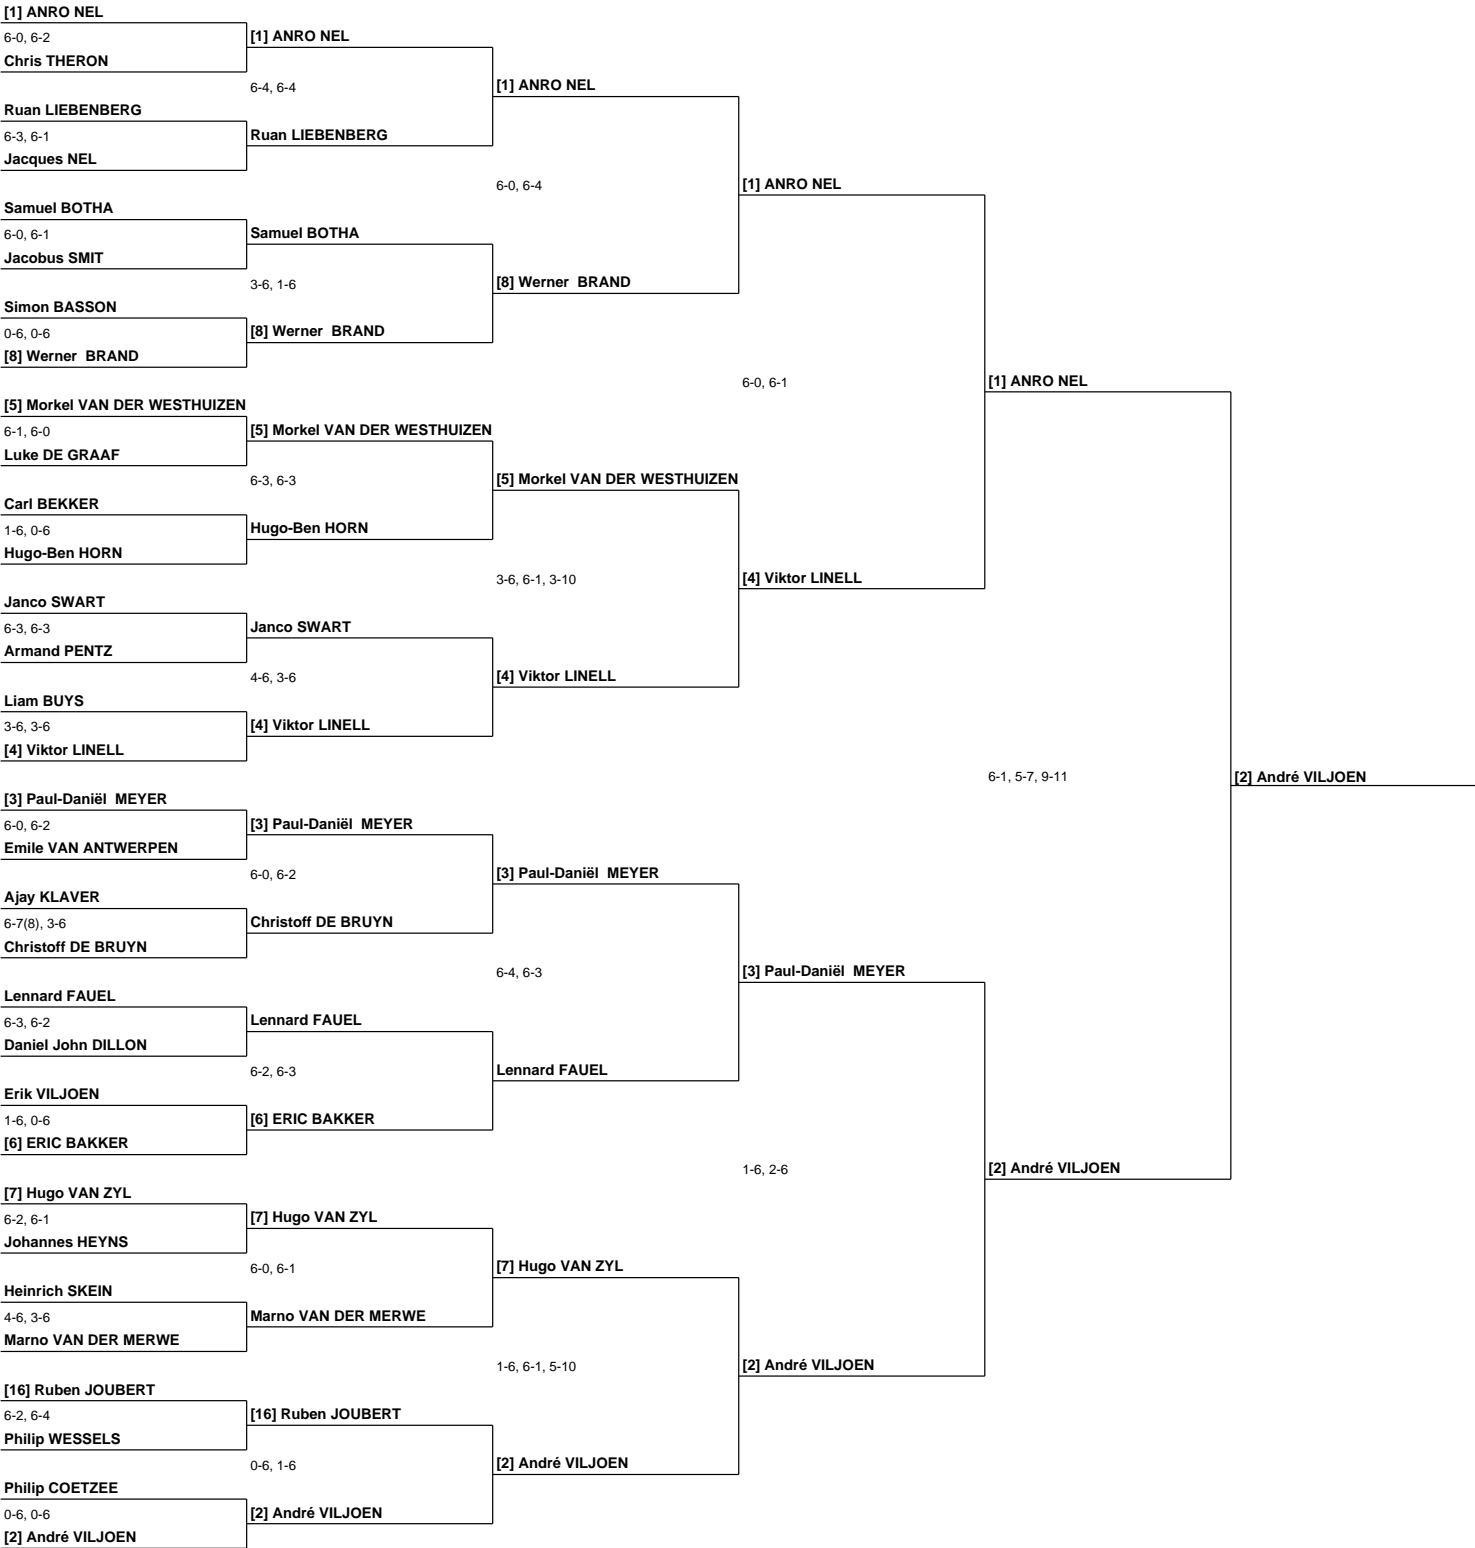 [1] ANRO NEL
6-0, 6-2
[1] ANRO NEL
Chris THERON
6-4, 6-4
[1] ANRO NEL
Ruan LIEBENBERG
6-3, 6-1
Ruan LIEBENBERG
Jacques NEL
6-0, 6-4
[1] ANRO NEL
Samuel BOTHA
6-0, 6-1
Samuel BOTHA
Jacobus SMIT
3-6, 1-6
[8] Werner  BRAND
Simon BASSON
0-6, 0-6
[8] Werner  BRAND
[8] Werner  BRAND
6-0, 6-1
[1] ANRO NEL
[5] Morkel VAN DER WESTHUIZEN
6-1, 6-0
[5] Morkel VAN DER WESTHUIZEN
Luke DE GRAAF
6-3, 6-3
[5] Morkel VAN DER WESTHUIZEN
Carl BEKKER
1-6, 0-6
Hugo-Ben HORN
Hugo-Ben HORN
3-6, 6-1, 3-10
[4] Viktor LINELL
Janco SWART
6-3, 6-3
Janco SWART
Armand PENTZ
4-6, 3-6
[4] Viktor LINELL
Liam BUYS
3-6, 3-6
[4] Viktor LINELL
[4] Viktor LINELL
6-1, 5-7, 9-11
[2] André VILJOEN
[3] Paul-Daniël  MEYER
6-0, 6-2
[3] Paul-Daniël  MEYER
Emile VAN ANTWERPEN
6-0, 6-2
[3] Paul-Daniël  MEYER
Ajay KLAVER
6-7(8), 3-6
Christoff DE BRUYN
Christoff DE BRUYN
6-4, 6-3
[3] Paul-Daniël  MEYER
Lennard FAUEL
6-3, 6-2
Lennard FAUEL
Daniel John DILLON
6-2, 6-3
Lennard FAUEL
Erik VILJOEN
1-6, 0-6
[6] ERIC BAKKER
[6] ERIC BAKKER
1-6, 2-6
[2] André VILJOEN
[7] Hugo VAN ZYL
6-2, 6-1
[7] Hugo VAN ZYL
Johannes HEYNS
6-0, 6-1
[7] Hugo VAN ZYL
Heinrich SKEIN
4-6, 3-6
Marno VAN DER MERWE
Marno VAN DER MERWE
1-6, 6-1, 5-10
[2] André VILJOEN
[16] Ruben JOUBERT
6-2, 6-4
[16] Ruben JOUBERT
Philip WESSELS
0-6, 1-6
[2] André VILJOEN
Philip COETZEE
0-6, 0-6
[2] André VILJOEN
[2] André VILJOEN